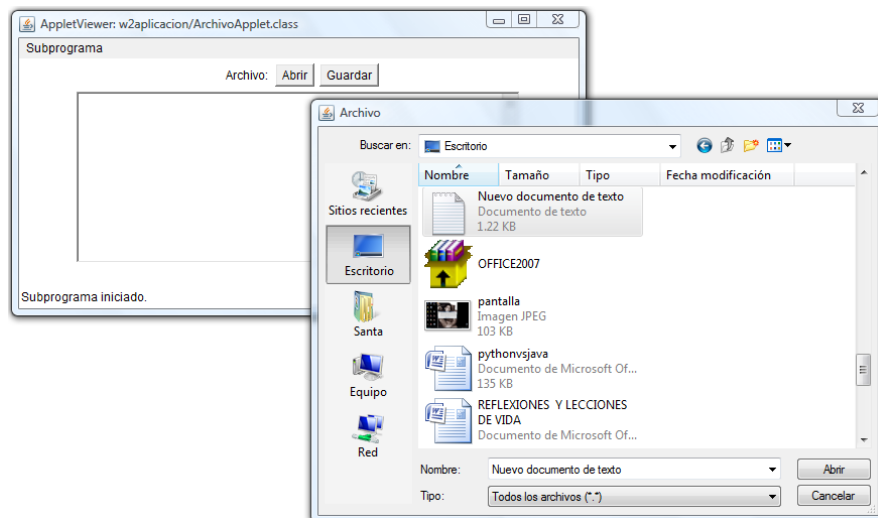 AppletViewer: w2aplicacion/ArchivoApplet.class
Subprograma
Archivo: Abrir Guardar
Subprograma iniciado.
Archivo
Buscar en: Escritorio
Nombre Tamaño Tipo Fecha modificación
Sitios recientes
Escritorio
Santa
Equipo
Red
Nuevo documento de texto
Documento de texto
1.22 KB
OFFICE2007
pantalla
Imagen JPEG
103 KB
pythonvsjava
Documento de Microsoft Of...
135 KB
REFLEXIONES Y LECCIONES
DE VIDA
Documento de Microsoft Of...
Nombre: Nuevo documento de texto Abrir
Tipo: Todos los archivos (*.*) Cancelar